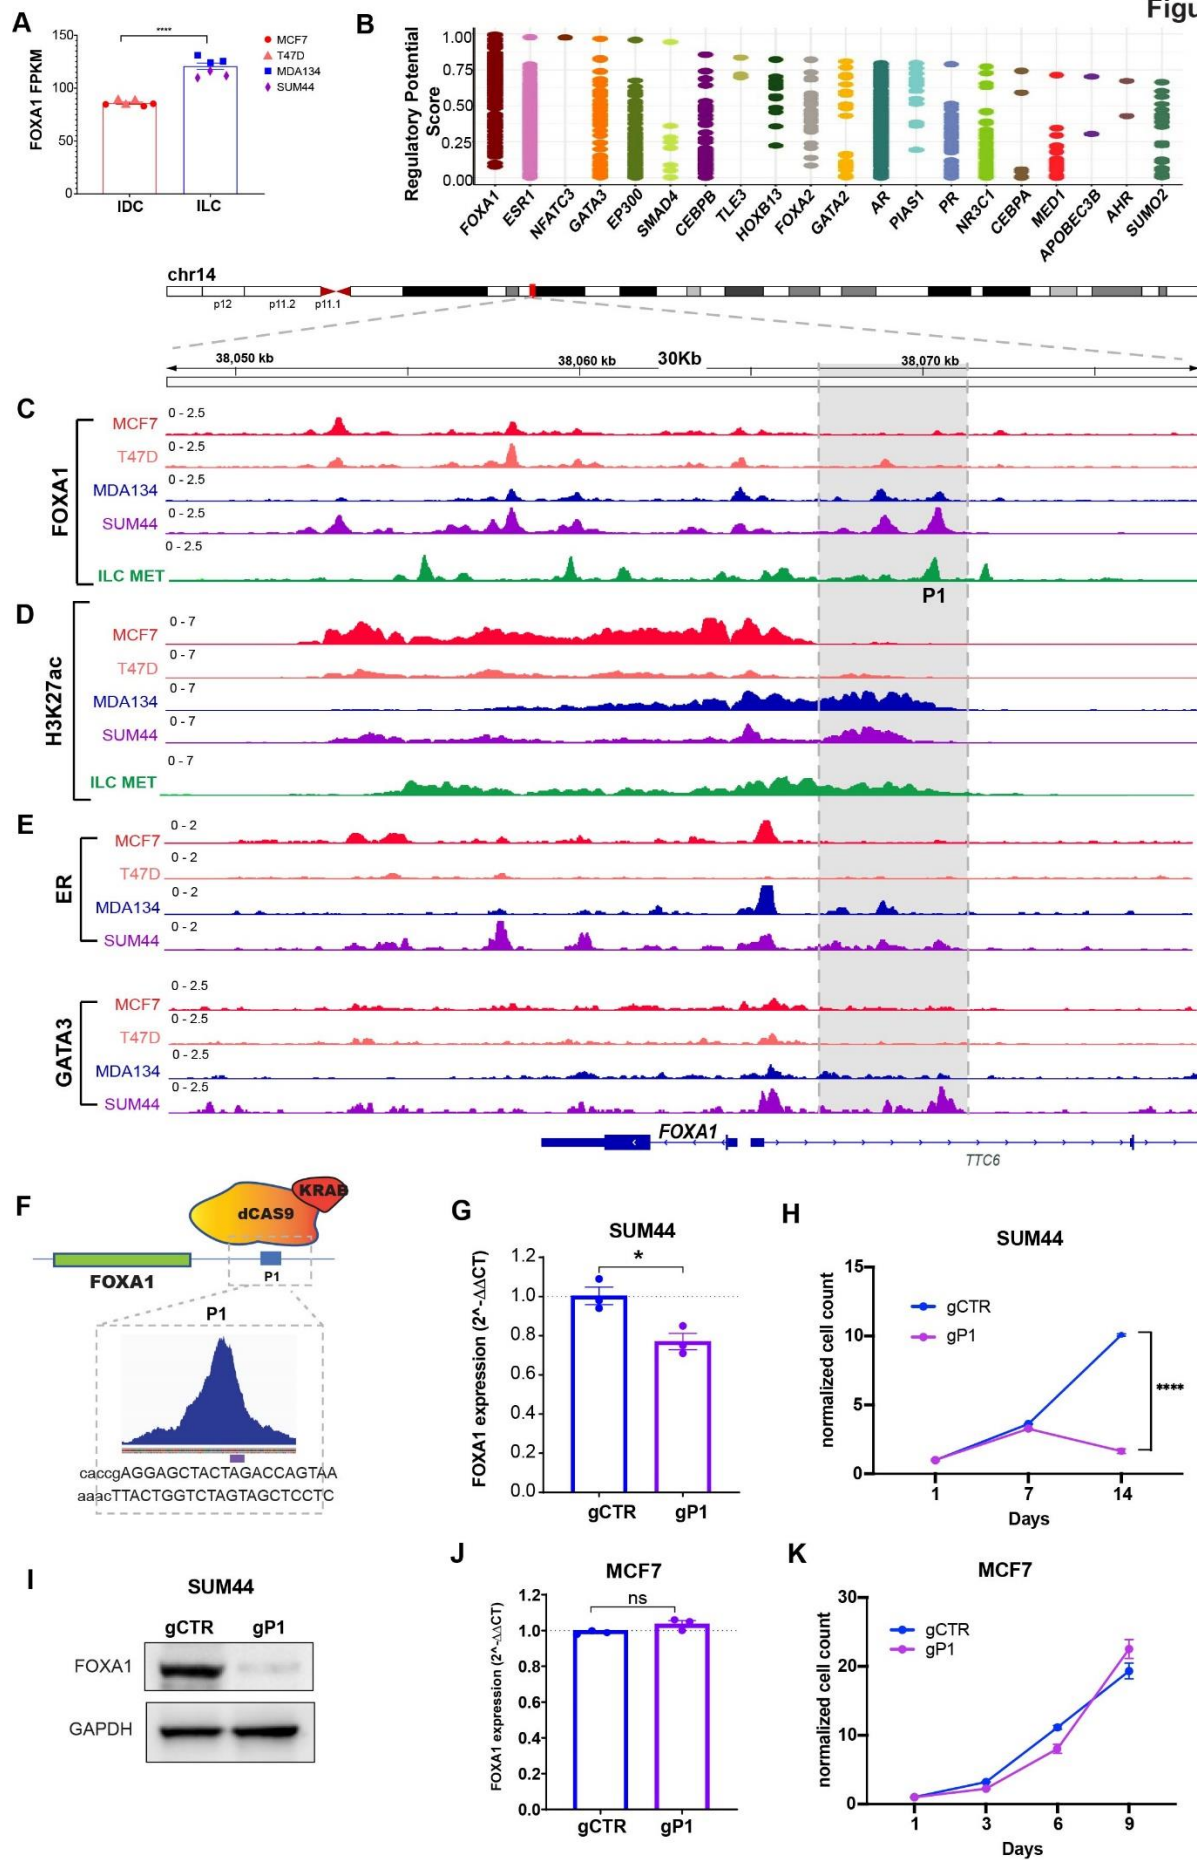 Figu
A
FOXA1 FPKM
150
100
50
0
****
IDC
ILC
MCF7
T47D
MDA134
SUM44
B
Regulatory Potential
Score
1.00
0.75
0.50
0.25
0.00
FOXA1
ESR1
NFATC3
GATA3
EP300
SMAD4
CEBPB
TLE3
HOXB13
FOXA2
GATA2
AR
PIAS1
PR
NR3C1
CEBPA
MED1
APOBEC3B
AHR
SUMO2
chr14
p12
p11.2
p11.1
38,050 kb
38,060 kb
30Kb
38,070 kb
C
FOXA1
MCF7
0 - 2.5
T47D
0 - 2.5
MDA134
0 - 2.5
SUM44
0 - 2.5
ILC MET
0 - 2.5
P1
D
H3K27ac
MCF7
0 - 7
T47D
0 - 7
MDA134
0 - 7
SUM44
0 - 7
ILC MET
0 - 7
E
ER
MCF7
0 - 2
T47D
0 - 2
MDA134
0 - 2
SUM44
0 - 2
GATA3
MCF7
0 - 2.5
T47D
0 - 2.5
MDA134
0 - 2.5
SUM44
0 - 2.5
FOXA1
TTC6
F
KRAB
dCAS9
FOXA1
P1
P1
caccgAGGAGCTACTAGACCAGTAA
aaacTTACTGGTCTAGTAGCTCCTC
G
SUM44
FOXA1 expression (2^-ΔΔCT)
1.2
1.0
0.8
0.6
0.4
0.2
0.0
*
gCTR
gP1
H
SUM44
normalized cell count
15
10
5
0
gCTR
gP1
****
1
7
14
Days
I
SUM44
gCTR
gP1
FOXA1
GAPDH
J
MCF7
FOXA1 expression (2^-ΔΔCT)
1.2
1.0
0.8
0.6
0.4
0.2
0.0
ns
gCTR
gP1
K
MCF7
normalized cell count
30
20
10
0
gCTR
gP1
1
3
6
9
Days